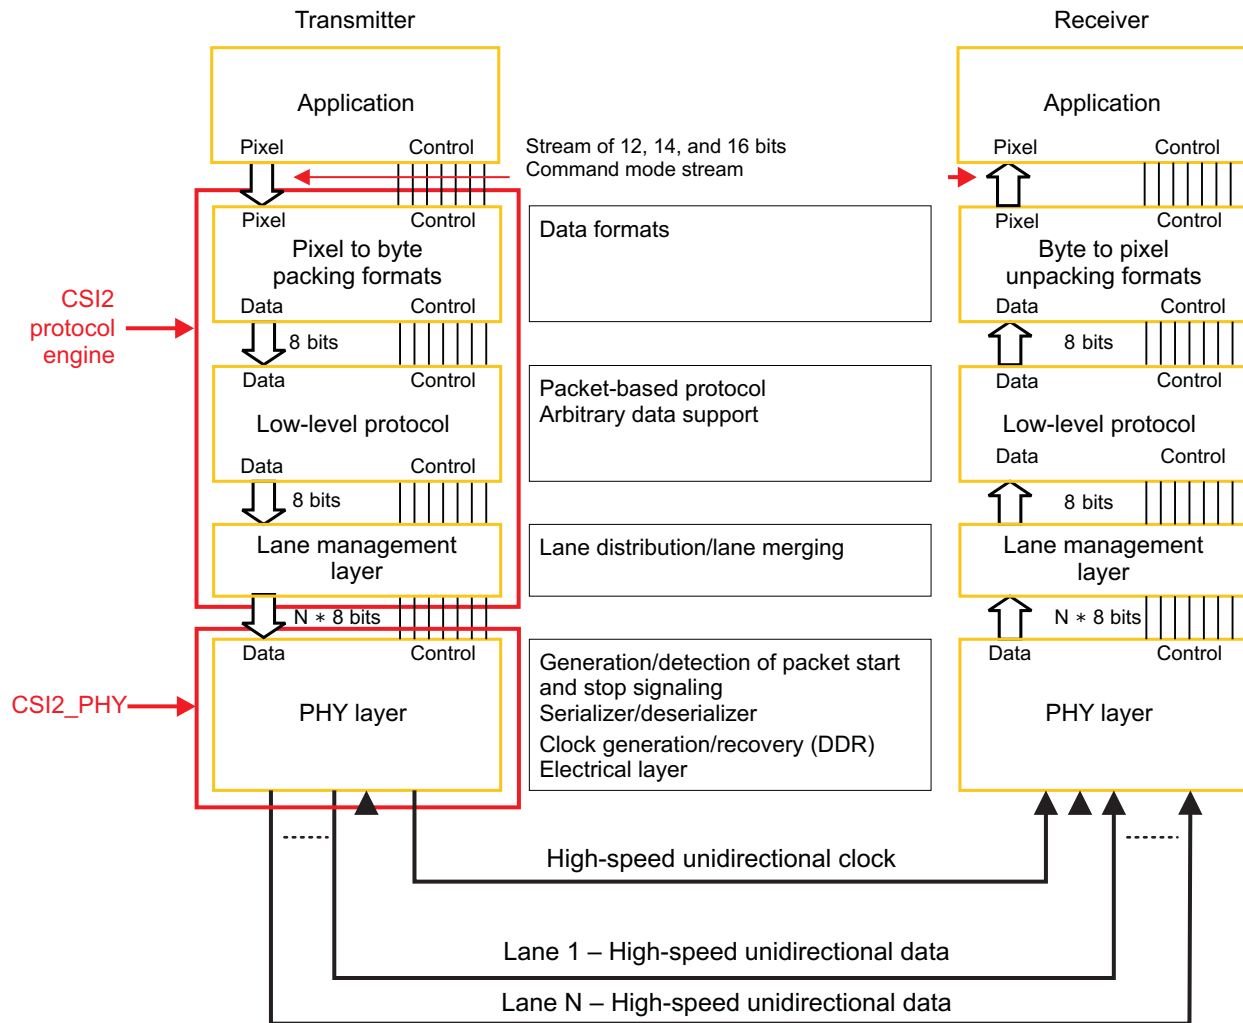 Transmitter
Receiver
Application
Pixel
Control
Stream of 12, 14, and 16 bits
Command mode stream
Application
Pixel
Control
Pixel
Control
Pixel to byte
packing formats
Data
Control
8 bits
Data formats
Pixel
Control
Byte to pixel
unpacking formats
Data
Control
8 bits
CSI2
protocol
engine
Data
Control
Low-level protocol
Data
Control
8 bits
Packet-based protocol
Arbitrary data support
Data
Control
Low-level protocol
Data
Control
8 bits
Lane management
layer
N * 8 bits
Lane distribution/lane merging
Lane management
layer
N * 8 bits
CSI2_PHY
Data
Control
PHY layer
Generation/detection of packet start
and stop signaling
Serializer/deserializer
Clock generation/recovery (DDR)
Electrical layer
Data
Control
PHY layer
High-speed unidirectional clock
Lane 1 – High-speed unidirectional data
Lane N – High-speed unidirectional data